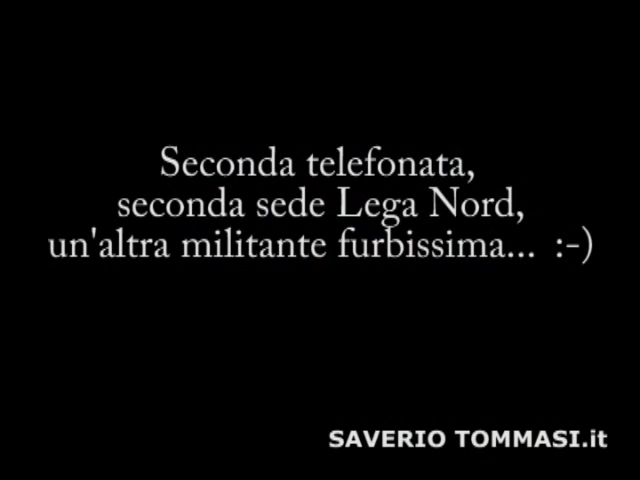 Seconda telefonata,
seconda sede Lega Nord,
un'altra militante furbissima... :-)
SAVERIO TOMMASI.it